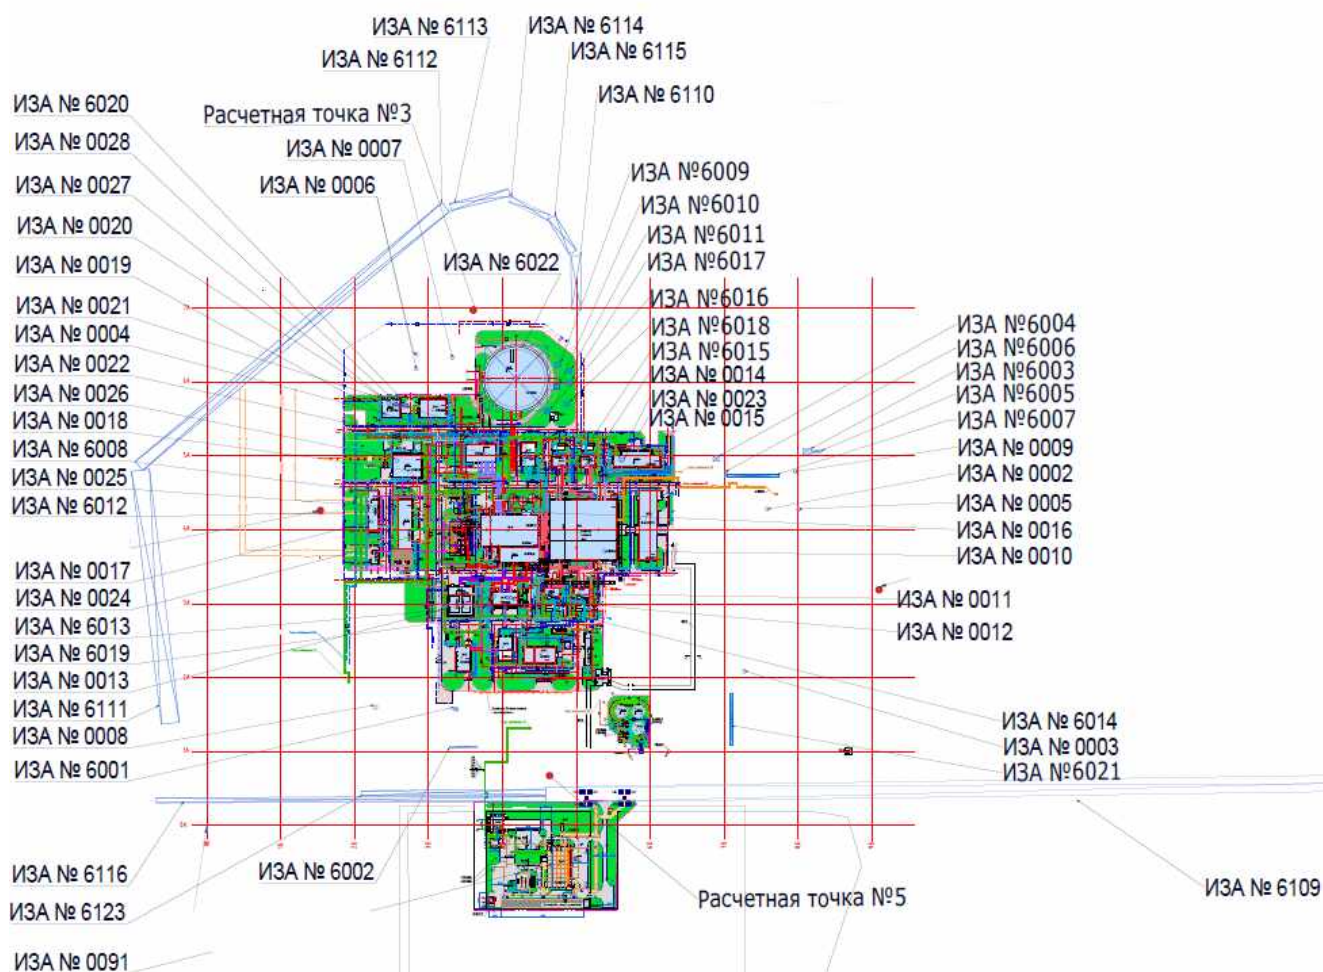 ИЗА № 6113
ИЗА № 6114
ИЗА № 6112
ИЗА № 6115
ИЗА № 6110
ИЗА № 6020
Расчетная точка №3
ИЗА № 0028
ИЗА № 0007
ИЗА № 0027
ИЗА № 0006
ИЗА №6009
ИЗА №6010
ИЗА № 0020
ИЗА №6011
ИЗА № 0019
ИЗА № 6022
ИЗА №6017
ИЗА № 0021
ИЗА №6016
ИЗА № 0004
ИЗА №6018
ИЗА №6004
ИЗА № 0022
ИЗА №6015
ИЗА №6006
ИЗА № 0014
ИЗА №6003
ИЗА № 0026
ИЗА № 0023
ИЗА №6005
ИЗА № 0018
ИЗА № 0015
ИЗА №6007
ИЗА № 6008
ИЗА № 0009
ИЗА № 0025
ИЗА № 0002
ИЗА № 6012
ИЗА № 0005
ИЗА № 0016
ИЗА № 0010
ИЗА № 0017
ИЗА № 0024
ИЗА № 0011
ИЗА № 6013
ИЗА № 0012
ИЗА № 6019
ИЗА № 0013
ИЗА № 6111
ИЗА № 6014
ИЗА № 0008
ИЗА № 0003
ИЗА № 6001
ИЗА №6021
ИЗА № 6116
ИЗА № 6002
ИЗА № 6109
Расчетная точка №5
ИЗА № 6123
ИЗА № 0091